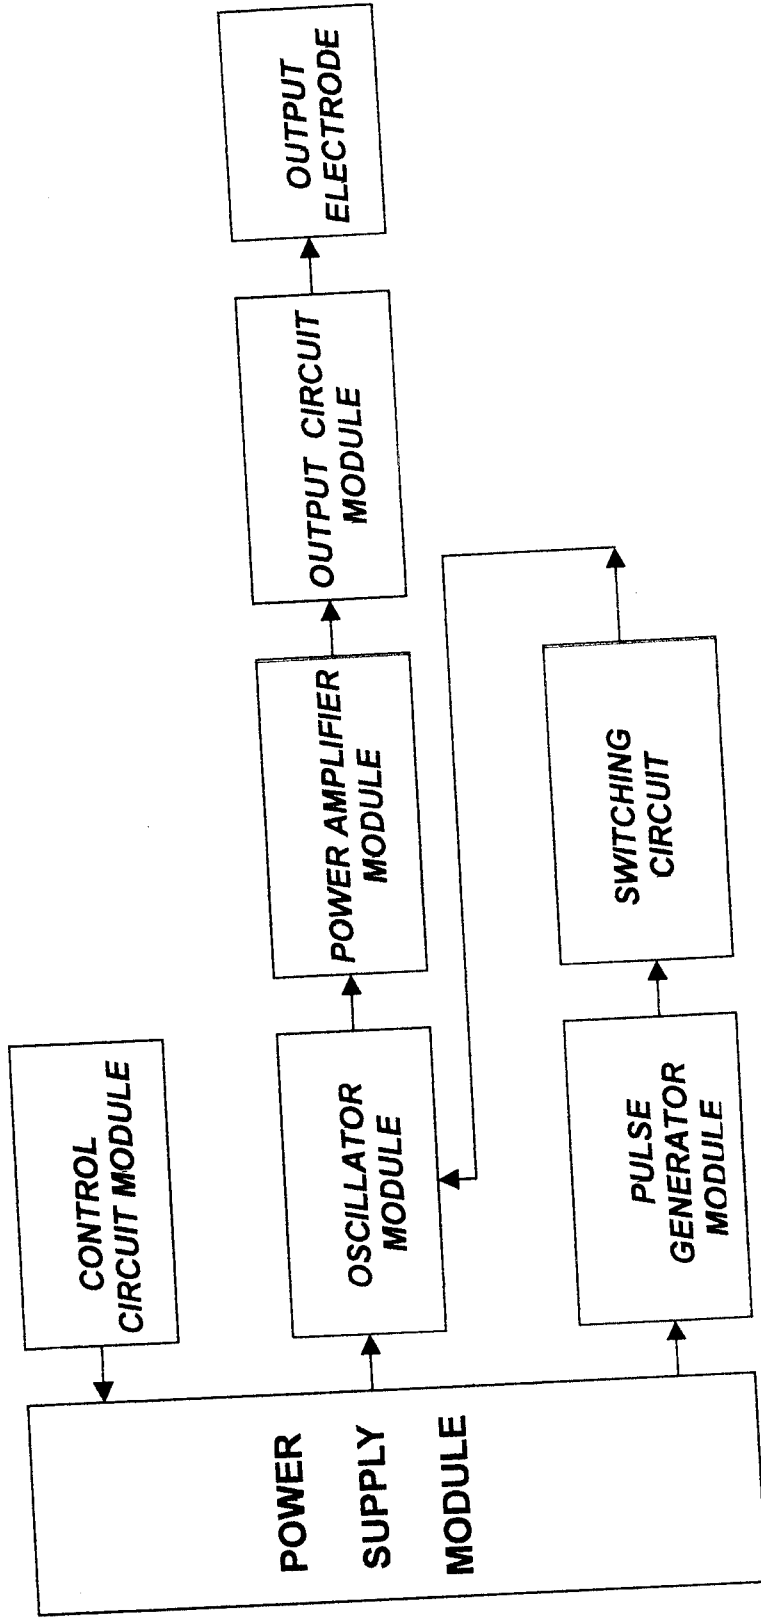 CONTROL
CIRCUIT MODULE
POWER
SUPPLY
MODULE
OSCILLATOR
MODULE
POWER AMPLIFIER
MODULE
OUTPUT CIRCUIT
MODULE
OUTPUT
ELECTRODE
PULSE
GENERATOR
MODULE
SWITCHING
CIRCUIT